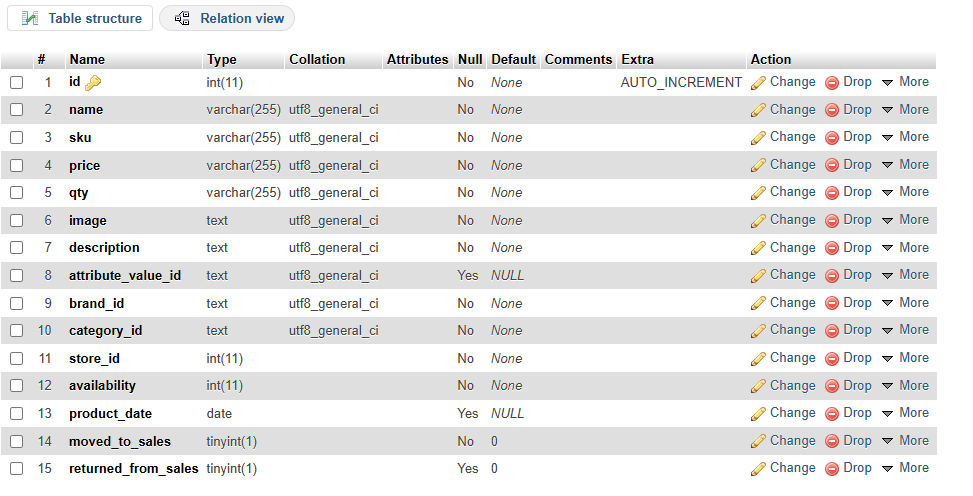 Table structure Relation view
# Name Type Collation Attributes Null Default Comments Extra Action
1 id int(11) No None AUTO_INCREMENT Change Drop More
2 name varchar(255) utf8_general_ci No None Change Drop More
3 sku varchar(255) utf8_general_ci No None Change Drop More
4 price varchar(255) utf8_general_ci No None Change Drop More
5 qty varchar(255) utf8_general_ci No None Change Drop More
6 image text utf8_general_ci No None Change Drop More
7 description text utf8_general_ci No None Change Drop More
8 attribute_value_id text utf8_general_ci Yes NULL Change Drop More
9 brand_id text utf8_general_ci No None Change Drop More
10 category_id text utf8_general_ci No None Change Drop More
11 store_id int(11) No None Change Drop More
12 availability int(11) No None Change Drop More
13 product_date date Yes NULL Change Drop More
14 moved_to_sales tinyint(1) No 0 Change Drop More
15 returned_from_sales tinyint(1) Yes 0 Change Drop More